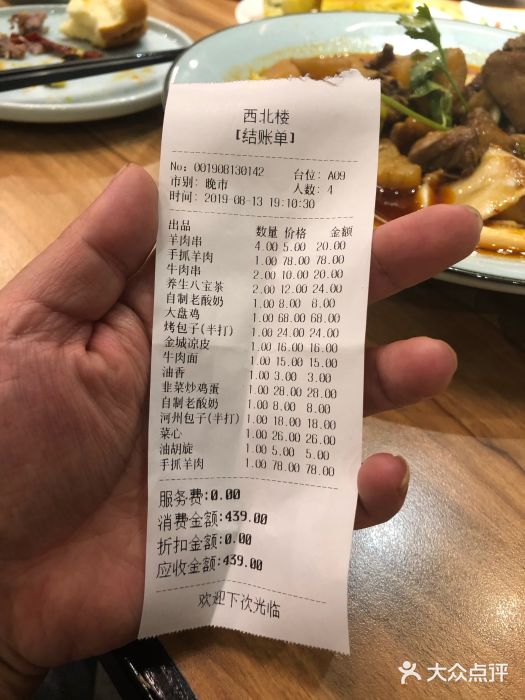 西北楼
[结账单]
No: 001908130142 台位: A09
市别: 晚市 人数: 4
时间: 2019-08-13 19:10:30
出品 数量 价格 金额
羊肉串 4.00 5.00 20.00
手抓羊肉 1.00 78.00 78.00
牛肉串 2.00 10.00 20.00
养生八宝茶 2.00 12.00 24.00
自制老酸奶 1.00 8.00 8.00
大盘鸡 1.00 68.00 68.00
烤包子(半打) 1.00 24.00 24.00
金城凉皮 1.00 16.00 16.00
牛肉面 1.00 15.00 15.00
油香 1.00 3.00 3.00
韭菜炒鸡蛋 1.00 28.00 28.00
自制老酸奶 1.00 8.00 8.00
河州包子(半打) 1.00 18.00 18.00
菜心 1.00 26.00 26.00
油胡旋 1.00 5.00 5.00
手抓羊肉 1.00 78.00 78.00
服务费:0.00
消费金额:439.00
折扣金额:0.00
应收金额:439.00
欢迎下次光临
大众点评